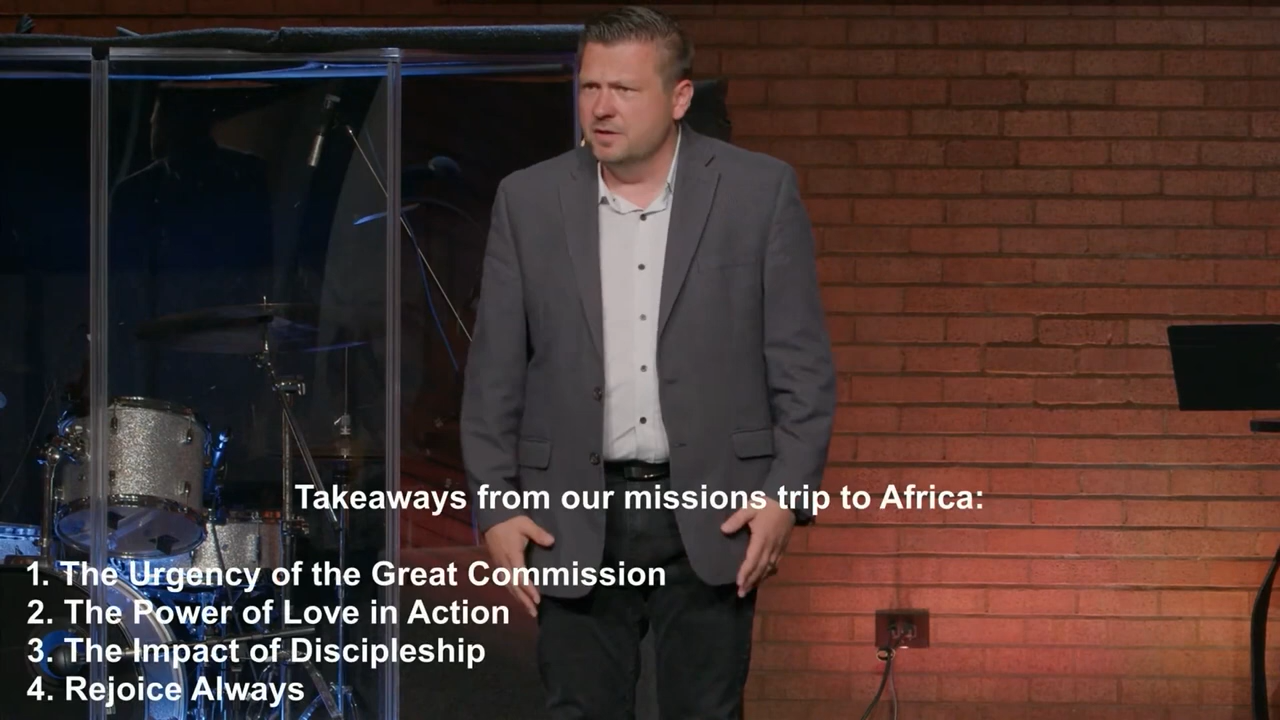 Takeaways from our missions trip to Africa:
1. The Urgency of the Great Commission
2. The Power of Love in Action
3. The Impact of Discipleship
4. Rejoice Always